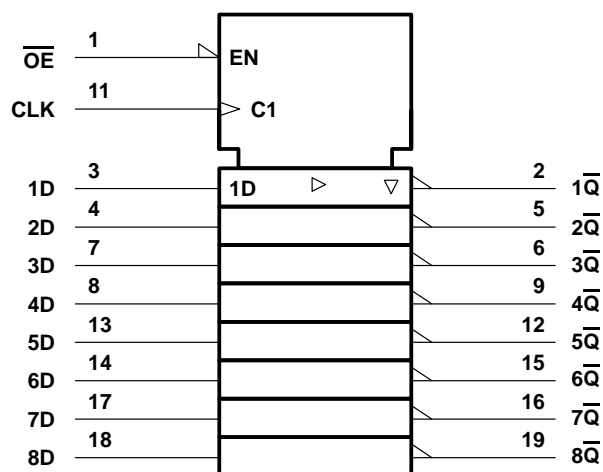 1
O̅E̅ EN
11
CLK C1
3 2
1D 1D 1Q̅
4 5
2D 2Q̅
7 6
3D 3Q̅
8 9
4D 4Q̅
13 12
5D 5Q̅
14 15
6D 6Q̅
17 16
7D 7Q̅
18 19
8D 8Q̅